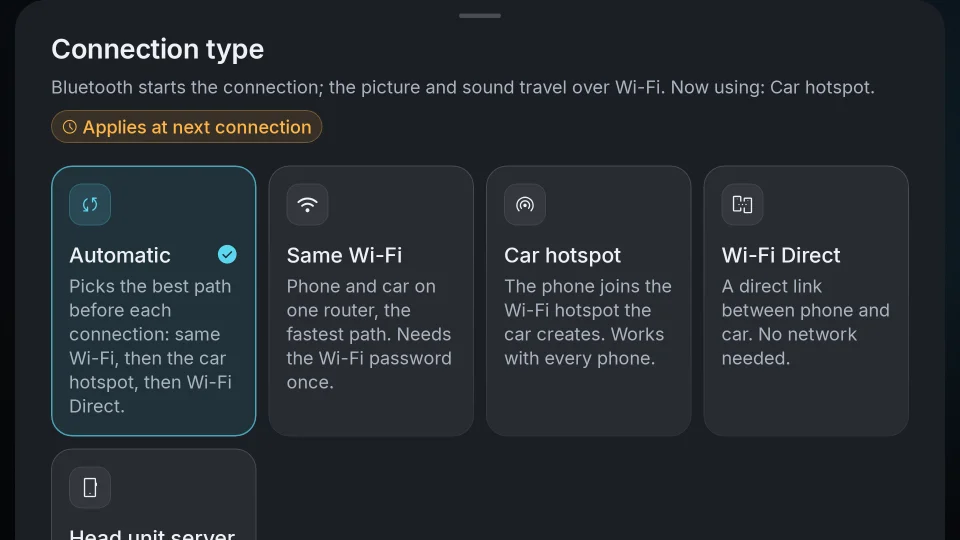 Connection type
Bluetooth starts the connection; the picture and sound travel over Wi-Fi. Now using: Car hotspot.
Applies at next connection
Automatic
Picks the best path
before each
connection: same
Wi-Fi, then the car
hotspot, then Wi-Fi
Direct.
Same Wi-Fi
Phone and car on
one router, the
fastest path. Needs
the Wi-Fi password
once.
Car hotspot
The phone joins the
Wi-Fi hotspot the
car creates. Works
with every phone.
Wi-Fi Direct
A direct link
between phone and
car. No network
needed.
Head unit server